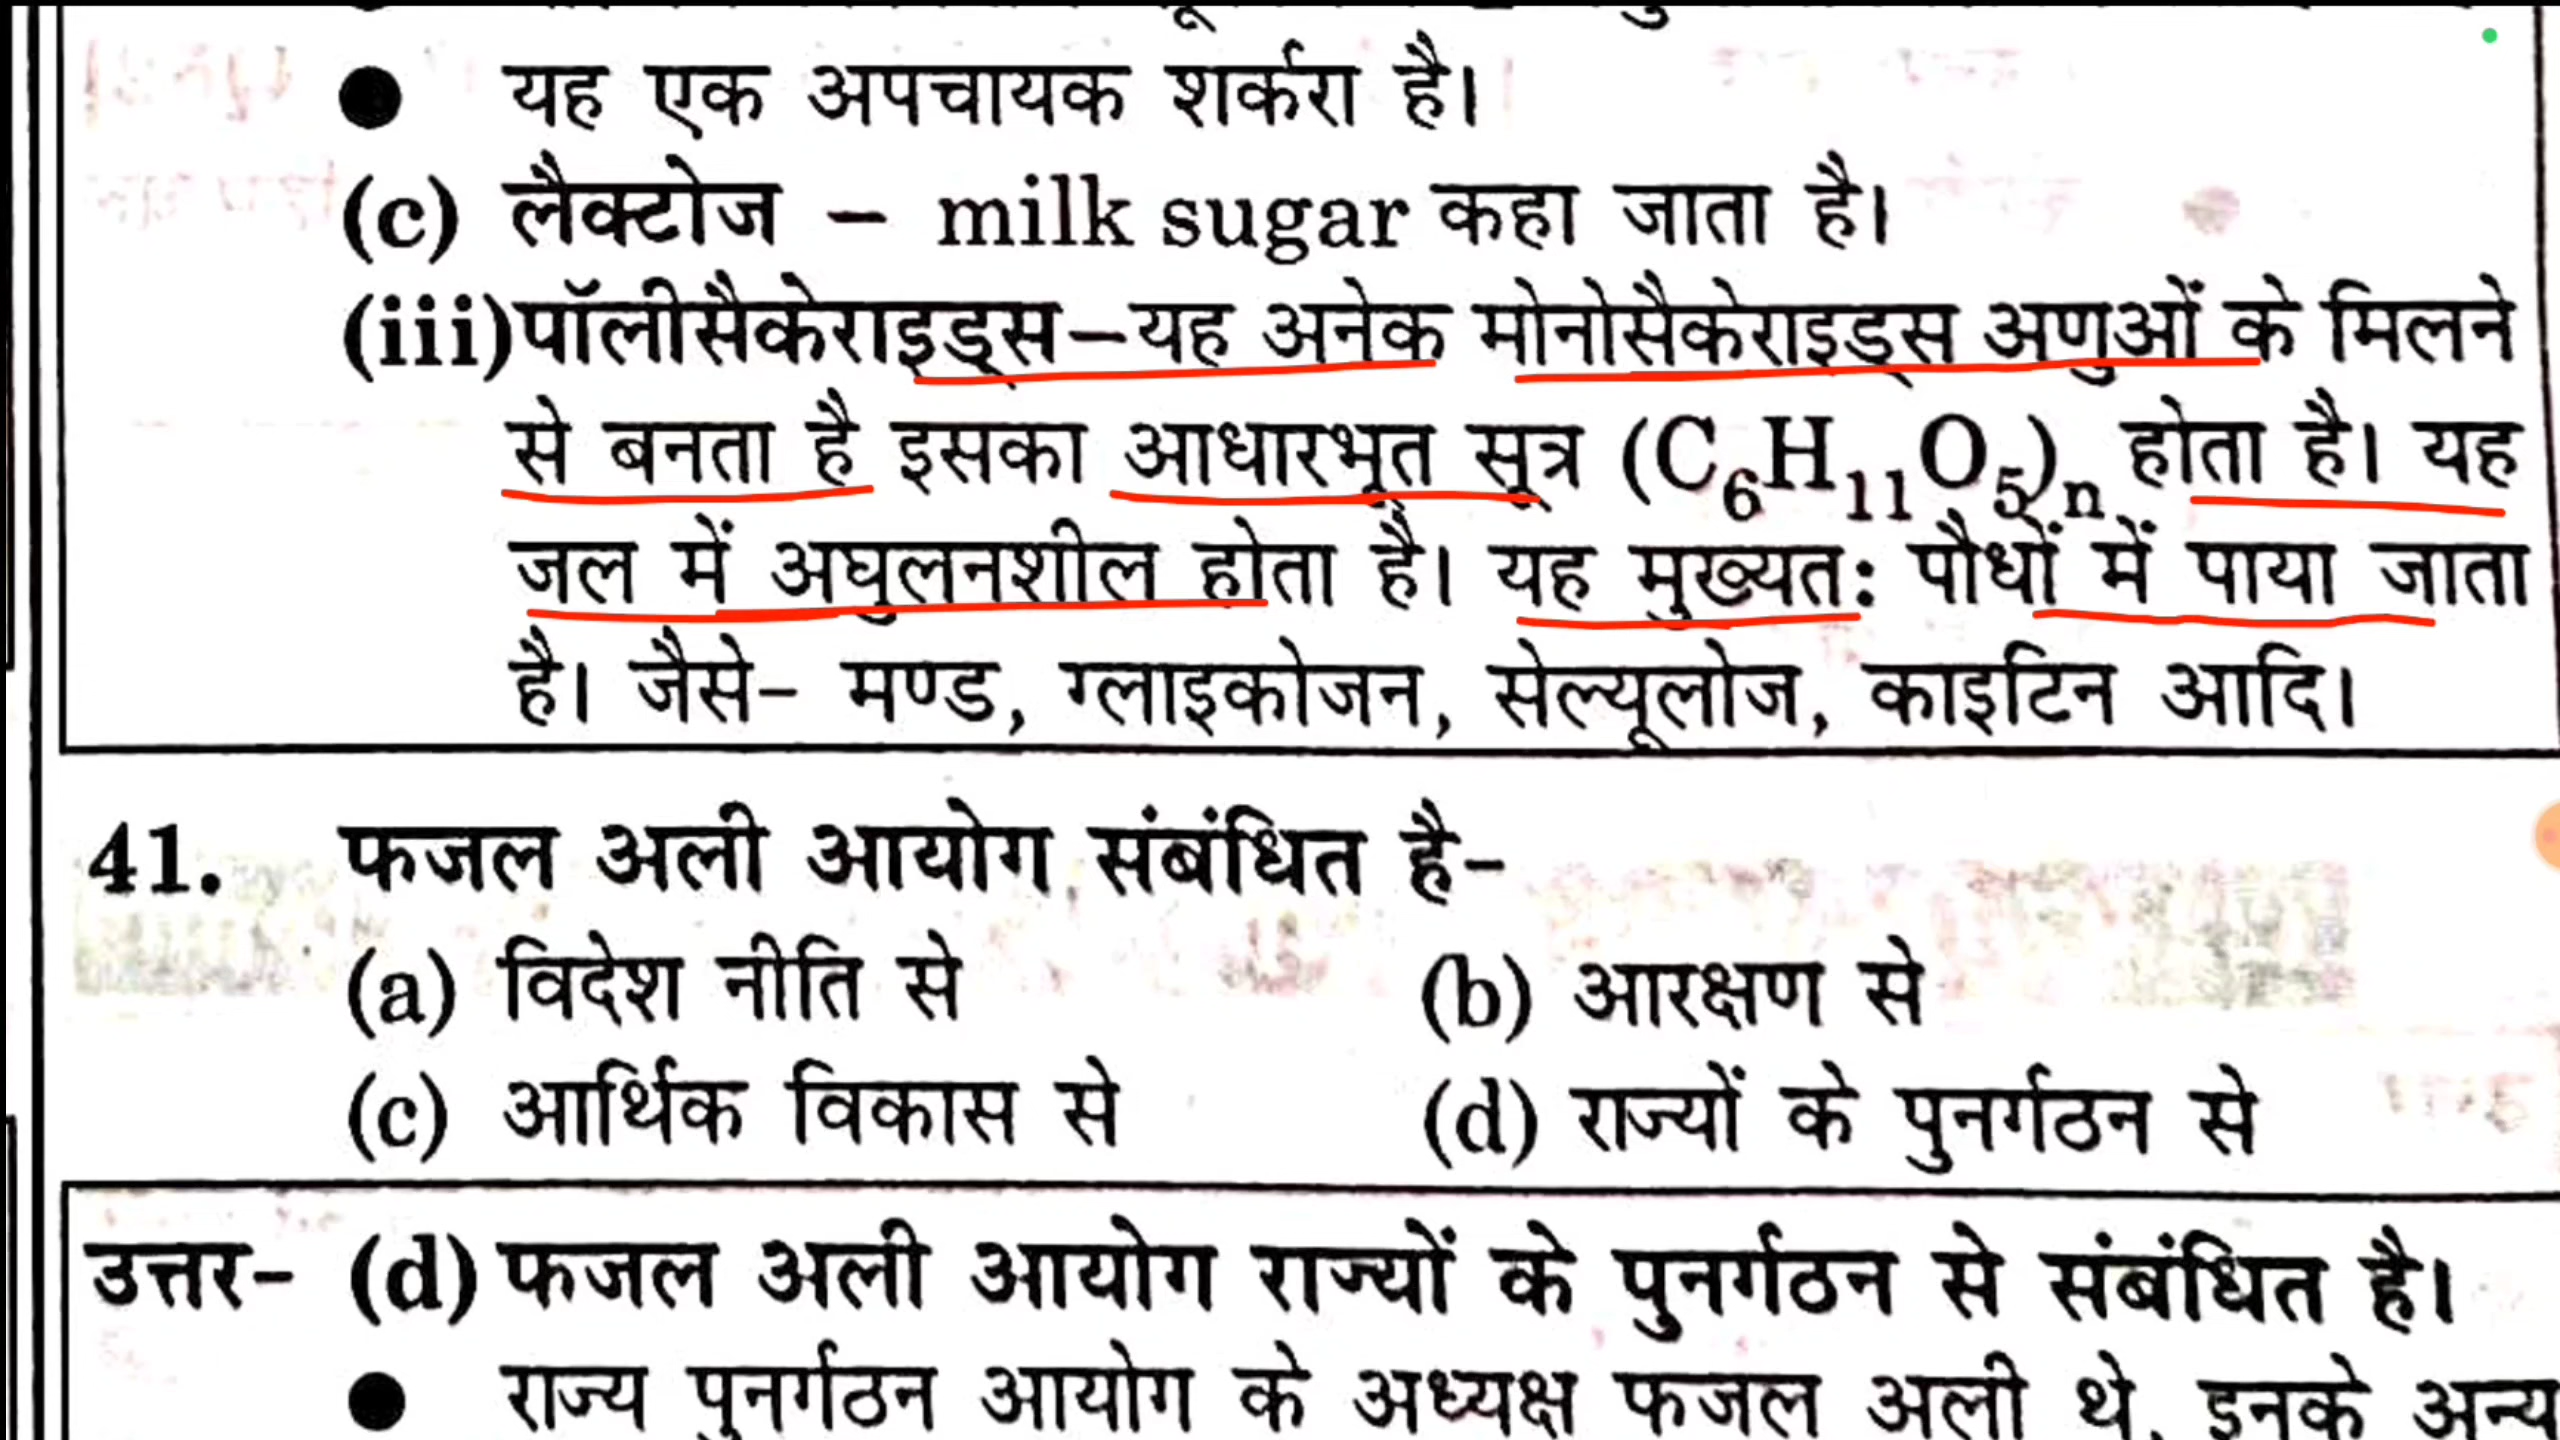 ● यह एक अपचायक शर्करा है।
(c) लैक्टोज – milk sugar कहा जाता है।
(iii)पॉलीसैकेराइड्स–यह अनेक मोनोसैकेराइड्स अणुओं के मिलने
से बनता है इसका आधारभूत सूत्र (C₆H₁₁O₅)ₙ होता है। यह
जल में अघुलनशील होता है। यह मुख्यत: पौधों में पाया जाता
है। जैसे– मण्ड, ग्लाइकोजन, सेल्यूलोज, काइटिन आदि।
41. फजल अली आयोग संबंधित है–
(a) विदेश नीति से (b) आरक्षण से
(c) आर्थिक विकास से (d) राज्यों के पुनर्गठन से
उत्तर– (d) फजल अली आयोग राज्यों के पुनर्गठन से संबंधित है।
● राज्य पुनर्गठन आयोग के अध्यक्ष फजल अली थे, इनके अन्य